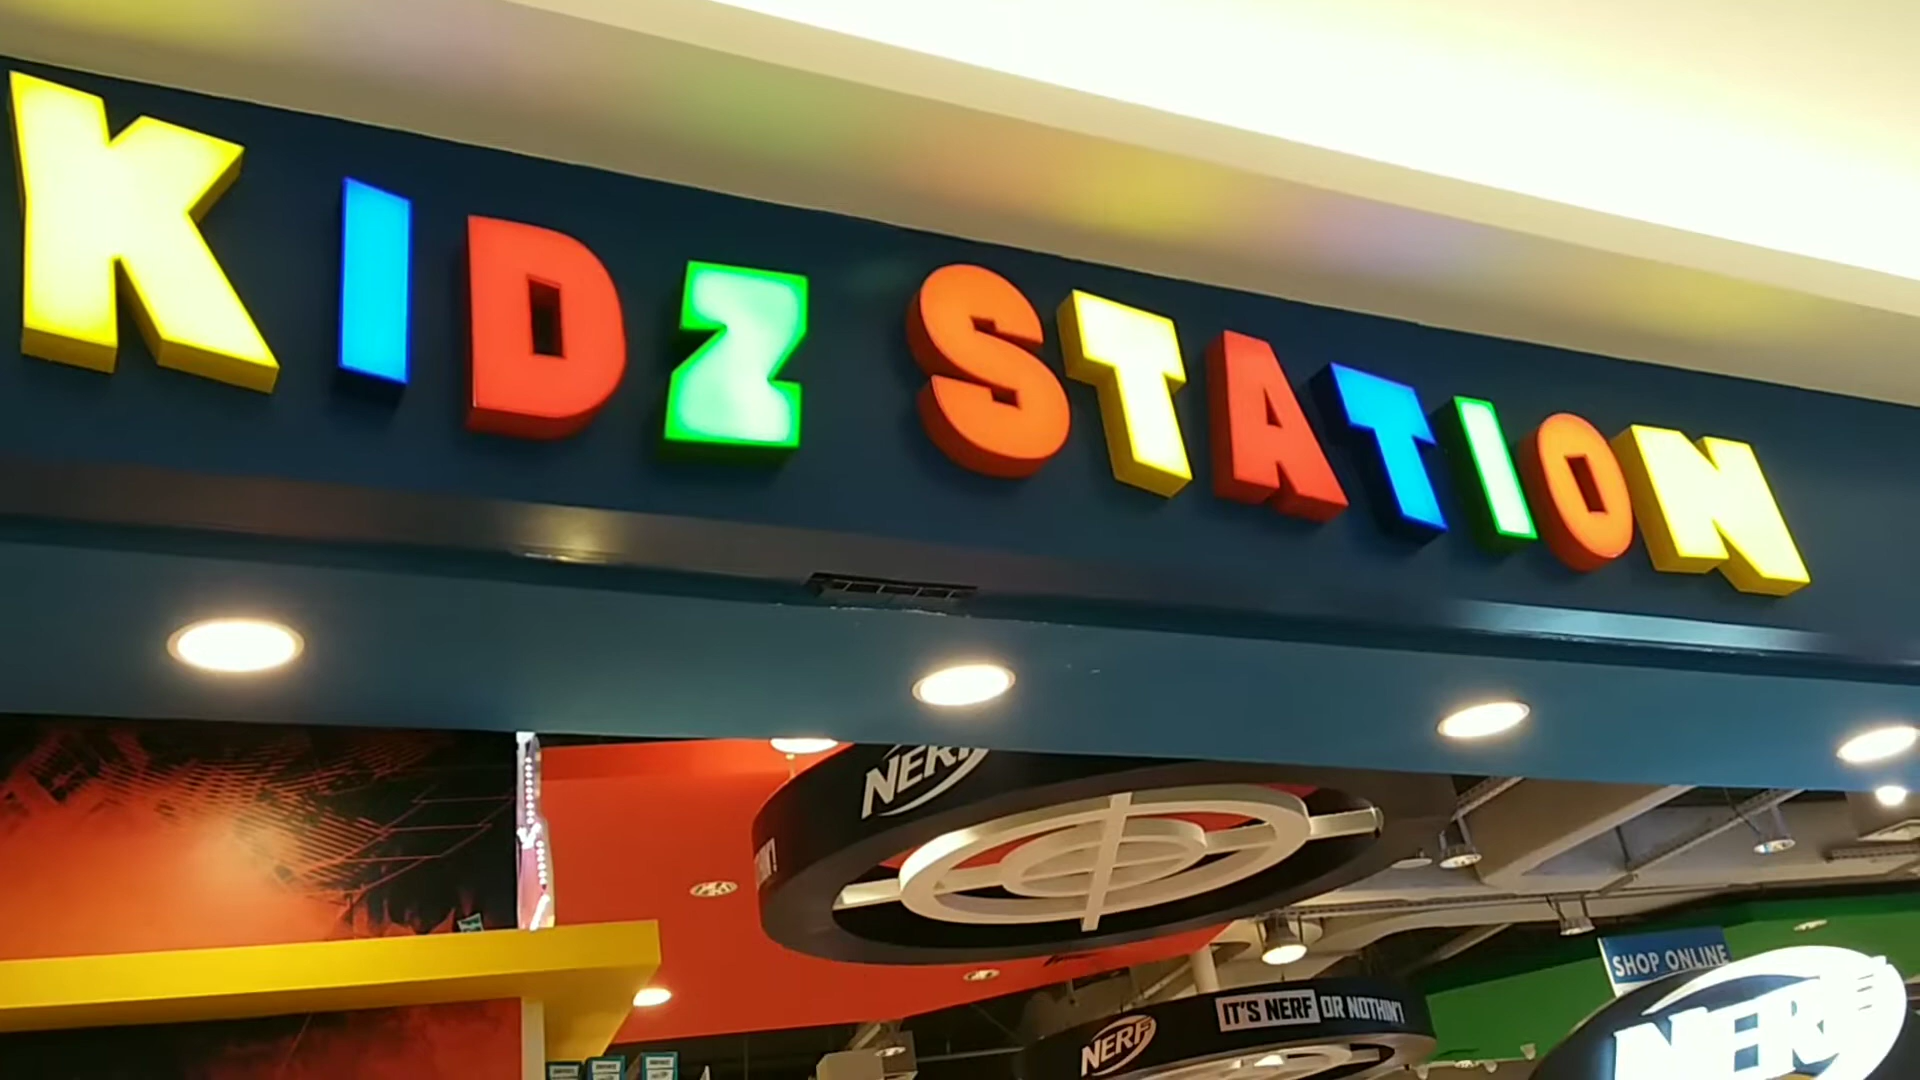 KIDZ STATION
NERF
IT'S NERF OR NOTHIN'!
NERF
SHOP ONLINE
NERF